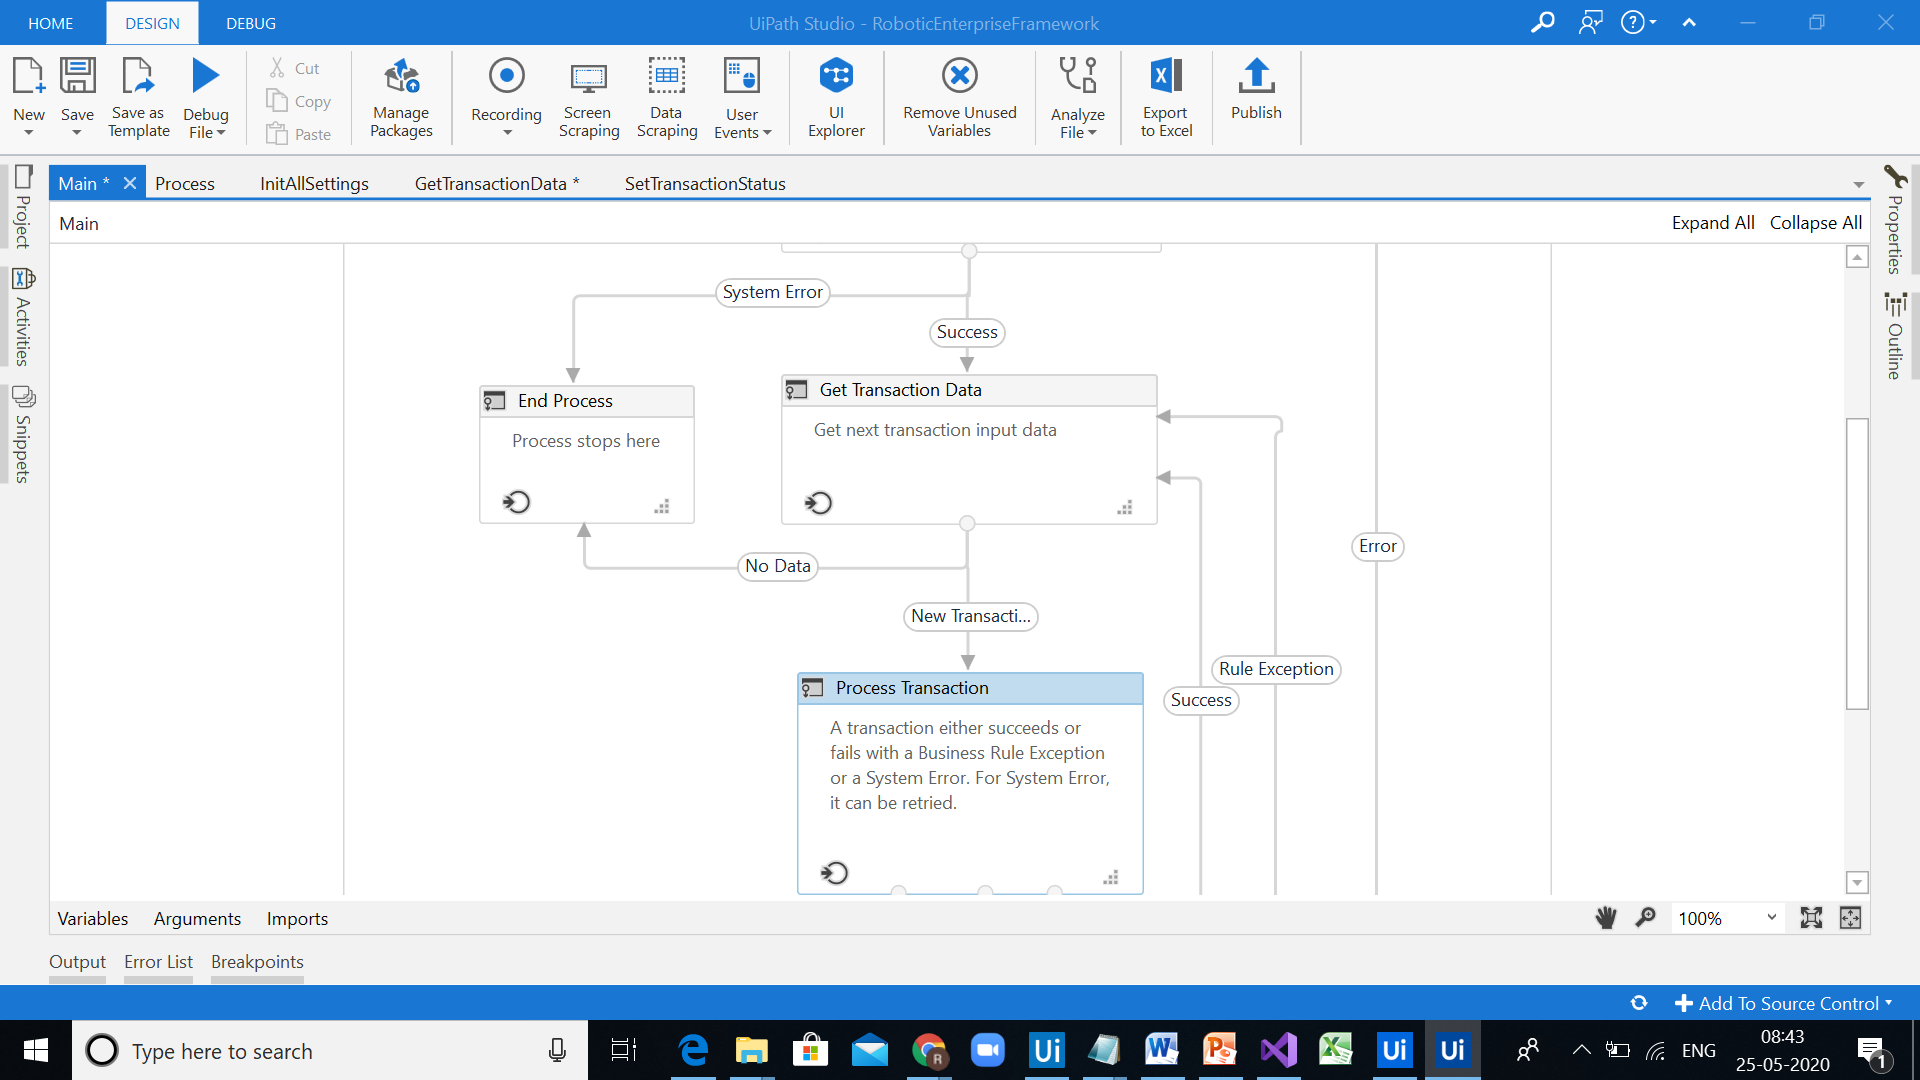 HOME
DESIGN
DEBUG
UiPath Studio - RoboticEnterpriseFramework
New
Save
Save as
Template
Debug
File
Cut
Copy
Paste
Manage
Packages
Recording
Screen
Scraping
Data
Scraping
User
Events
UI
Explorer
Remove Unused
Variables
Analyze
File
Export
to Excel
Publish
Main *
Process
InitAllSettings
GetTransactionData *
SetTransactionStatus
Project
Activities
Snippets
Properties
Outline
Main
Expand All
Collapse All
System Error
Success
End Process
Process stops here
Get Transaction Data
Get next transaction input data
No Data
Error
New Transacti...
Rule Exception
Success
Process Transaction
A transaction either succeeds or
fails with a Business Rule Exception
or a System Error. For System Error,
it can be retried.
Variables
Arguments
Imports
100%
Output
Error List
Breakpoints
Add To Source Control
Type here to search
R
Ui
Ui
Ui
ENG
08:43
25-05-2020
1